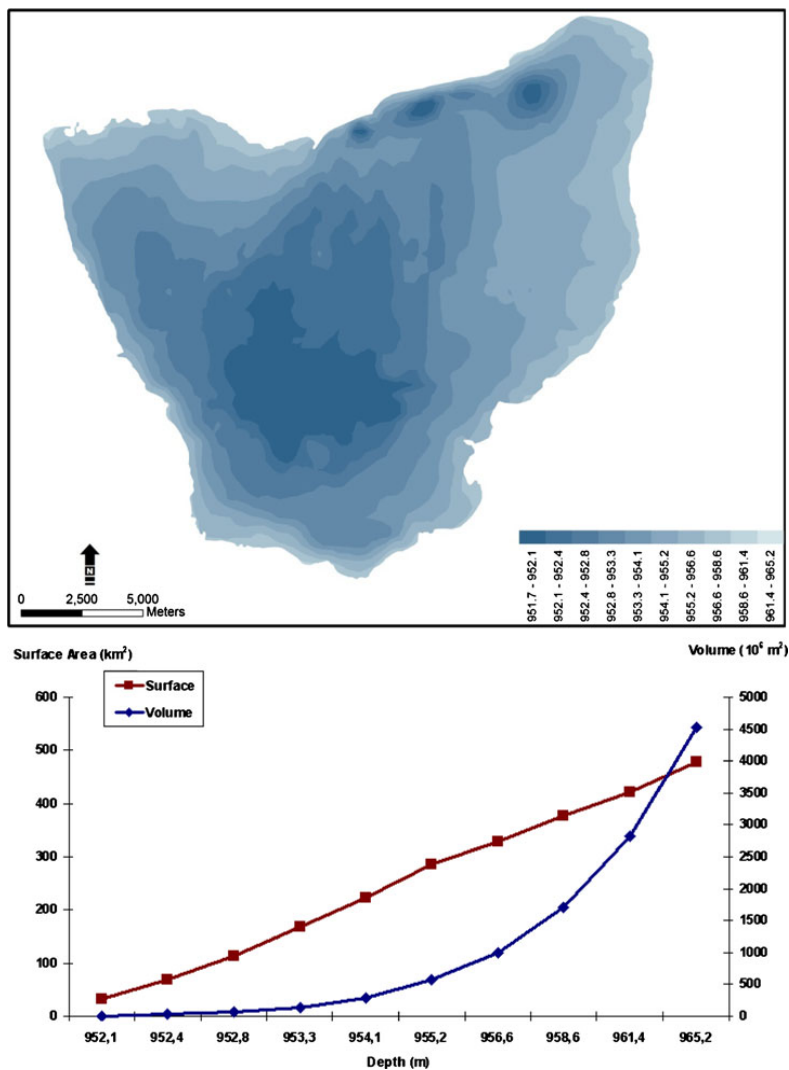 N
0 2,500 5,000
Meters
951.7 - 952.1
952.1 - 952.4
952.4 - 952.8
952.8 - 953.3
953.3 - 954.1
954.1 - 955.2
955.2 - 956.6
956.6 - 958.6
958.6 - 961.4
961.4 - 965.2
Surface Area (km²) Volume (10⁶ m²)
Surface
Volume
600 5000
500 4500
400 4000
300 3500
200 3000
100 2500
0 2000
1500
1000
500
0
952,1 952,4 952,8 953,3 954,1 955,2 956,6 958,6 961,4 965,2
Depth (m)